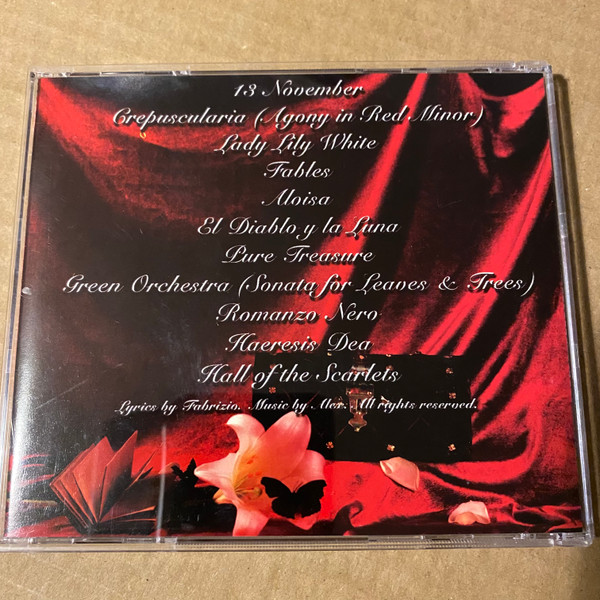 13 November
Crepuscularia (Agony in Red Minor)
Lady Lily White
Fables
Aloisa
El Diablo y la Luna
Pure Treasure
Green Orchestra (Sonata for Leaves & Trees)
Romanzo Nero
Haeresis Dea
Hall of the Scarlets
Lyrics by Fabrizio. Music by Alex. All rights reserved.